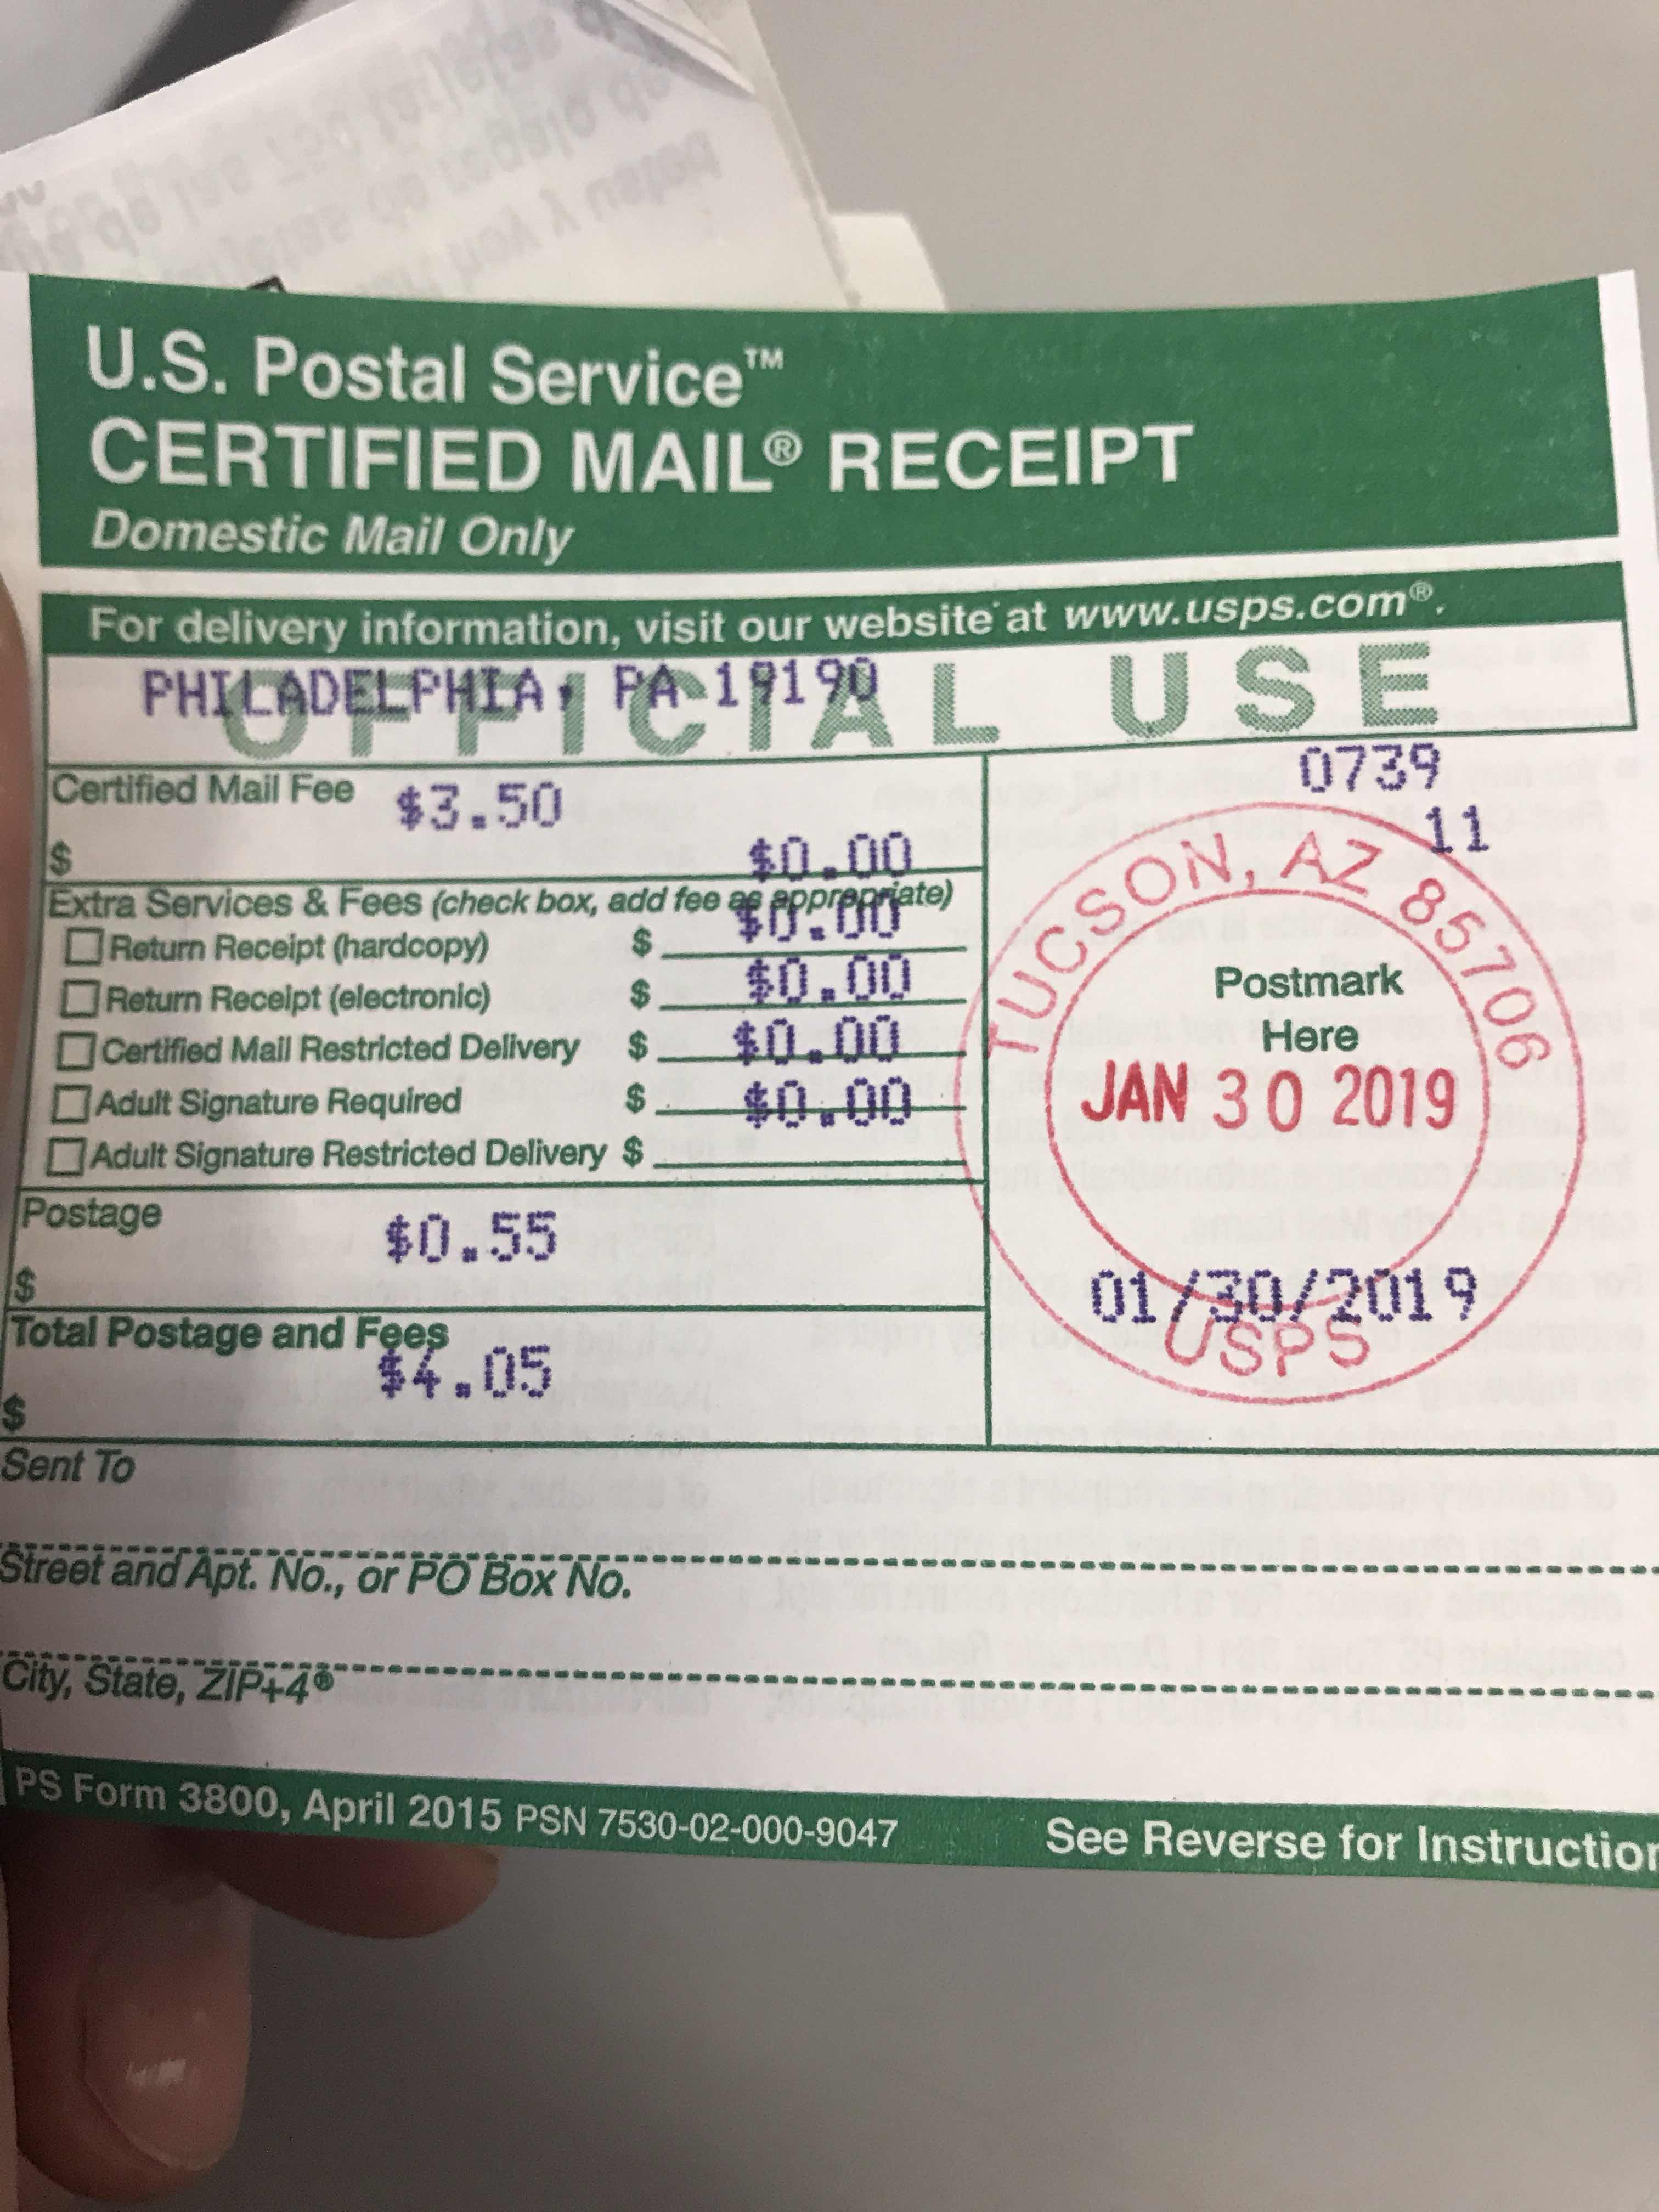 U.S. Postal Service™
CERTIFIED MAIL® RECEIPT
Domestic Mail Only
For delivery information, visit our website at www.usps.com®.
OFFICIAL USE
PHILADELPHIA, PA 19190
Certified Mail Fee $3.50
$
$0.00
Extra Services & Fees (check box, add fee as appropriate)
Return Receipt (hardcopy) $ $0.00
Return Receipt (electronic) $ $0.00
Certified Mail Restricted Delivery $ $0.00
Adult Signature Required $ $0.00
Adult Signature Restricted Delivery $
Postage
$0.55
$
Total Postage and Fees
$4.05
$
0739
11
TUCSON, AZ 85706
Postmark
Here
JAN 30 2019
01/30/2019
USPS
Sent To
Street and Apt. No., or PO Box No.
City, State, ZIP+4®
PS Form 3800, April 2015 PSN 7530-02-000-9047
See Reverse for Instruction